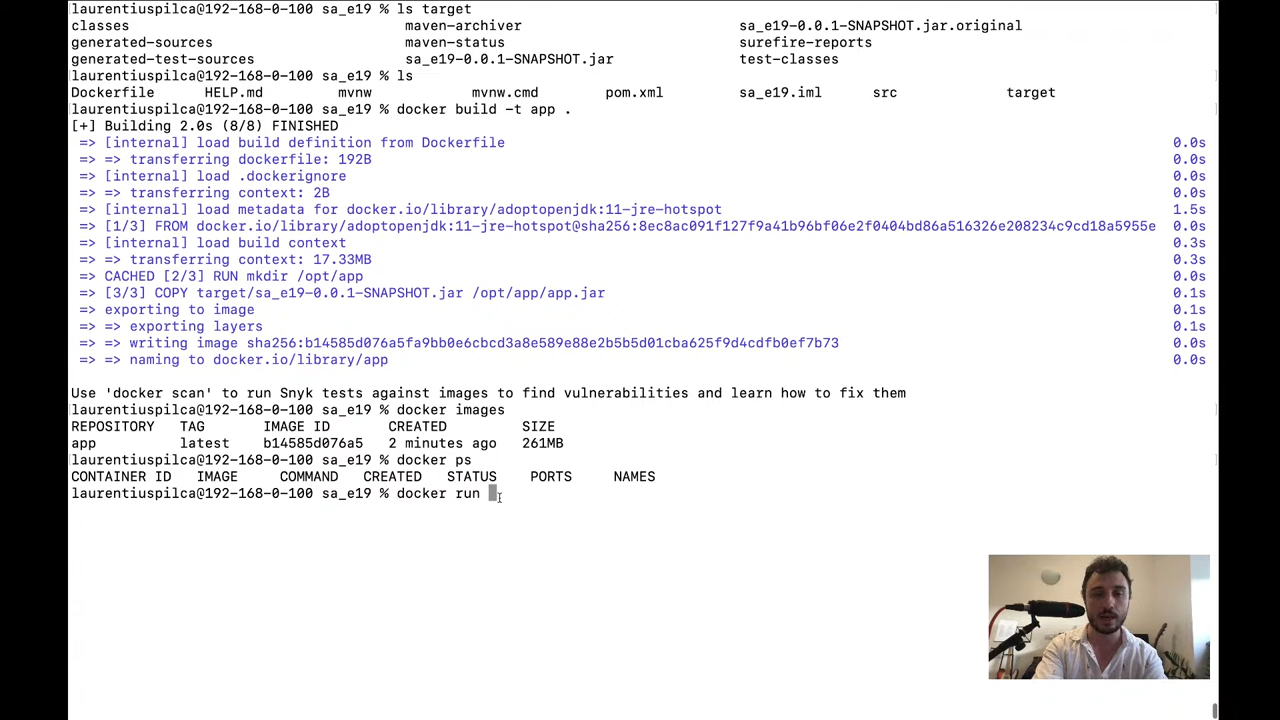 laurentiuspilca@192-168-0-100 sa_e19 % ls target
classes maven-archiver sa_e19-0.0.1-SNAPSHOT.jar.original
generated-sources maven-status surefire-reports
generated-test-sources sa_e19-0.0.1-SNAPSHOT.jar test-classes
laurentiuspilca@192-168-0-100 sa_e19 % ls
Dockerfile HELP.md mvnw mvnw.cmd pom.xml sa_e19.iml src target
laurentiuspilca@192-168-0-100 sa_e19 % docker build -t app .
[+] Building 2.0s (8/8) FINISHED
=> [internal] load build definition from Dockerfile 0.0s
=> => transferring dockerfile: 192B 0.0s
=> [internal] load .dockerignore 0.0s
=> => transferring context: 2B 0.0s
=> [internal] load metadata for docker.io/library/adoptopenjdk:11-jre-hotspot 1.5s
=> [1/3] FROM docker.io/library/adoptopenjdk:11-jre-hotspot@sha256:8ec8ac091f127f9a41b96bf06e2f0404bd86a516326e208234c9cd18a5955e 0.0s
=> [internal] load build context 0.3s
=> => transferring context: 17.33MB 0.3s
=> CACHED [2/3] RUN mkdir /opt/app 0.0s
=> [3/3] COPY target/sa_e19-0.0.1-SNAPSHOT.jar /opt/app/app.jar 0.1s
=> exporting to image 0.1s
=> => exporting layers 0.1s
=> => writing image sha256:b14585d076a5fa9bb0e6cbcd3a8e589e88e2b5b5d01cba625f9d4cdfb0ef7b73 0.0s
=> => naming to docker.io/library/app 0.0s
Use 'docker scan' to run Snyk tests against images to find vulnerabilities and learn how to fix them
laurentiuspilca@192-168-0-100 sa_e19 % docker images
REPOSITORY TAG IMAGE ID CREATED SIZE
app latest b14585d076a5 2 minutes ago 261MB
laurentiuspilca@192-168-0-100 sa_e19 % docker ps
CONTAINER ID IMAGE COMMAND CREATED STATUS PORTS NAMES
laurentiuspilca@192-168-0-100 sa_e19 % docker run